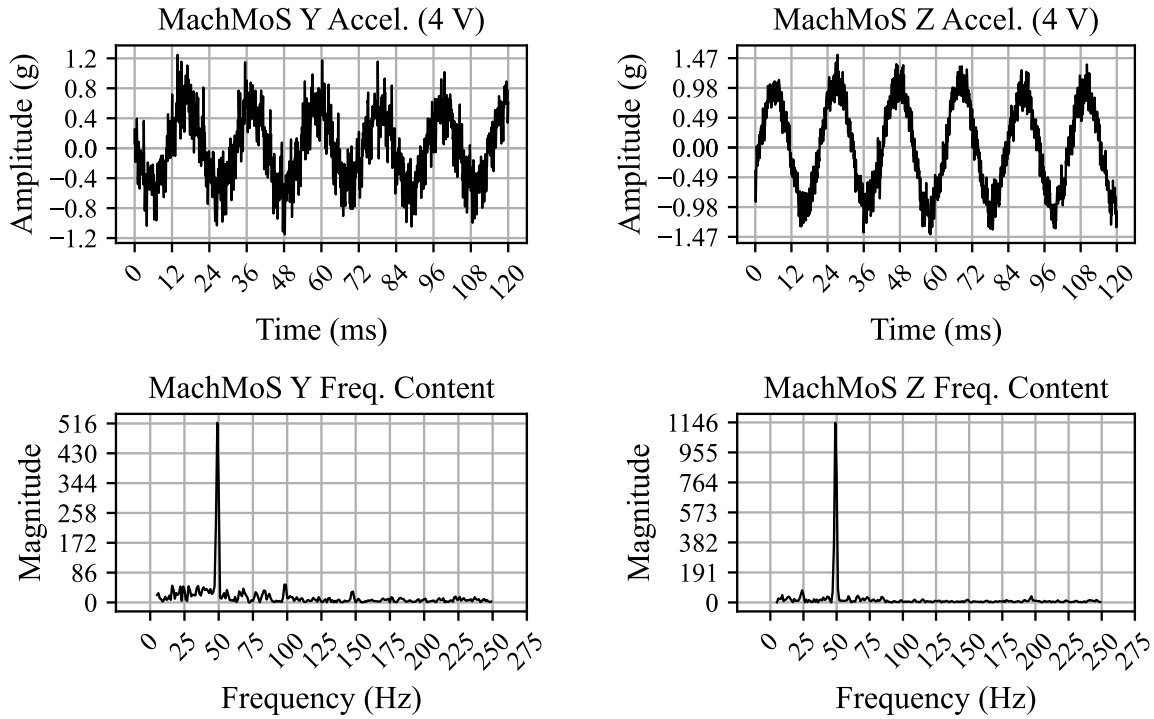 MachMoS Y Accel. (4 V)
Amplitude (g)
1.2
0.8
0.4
0.0
−0.4
−0.8
−1.2
0 12 24 36 48 60 72 84 96 108 120
Time (ms)
MachMoS Z Accel. (4 V)
Amplitude (g)
1.47
0.98
0.49
0.00
−0.49
−0.98
−1.47
0 12 24 36 48 60 72 84 96 108 120
Time (ms)
MachMoS Y Freq. Content
Magnitude
516
430
344
258
172
86
0
0 25 50 75 100 125 150 175 200 225 250 275
Frequency (Hz)
MachMoS Z Freq. Content
Magnitude
1146
955
764
573
382
191
0
0 25 50 75 100 125 150 175 200 225 250 275
Frequency (Hz)